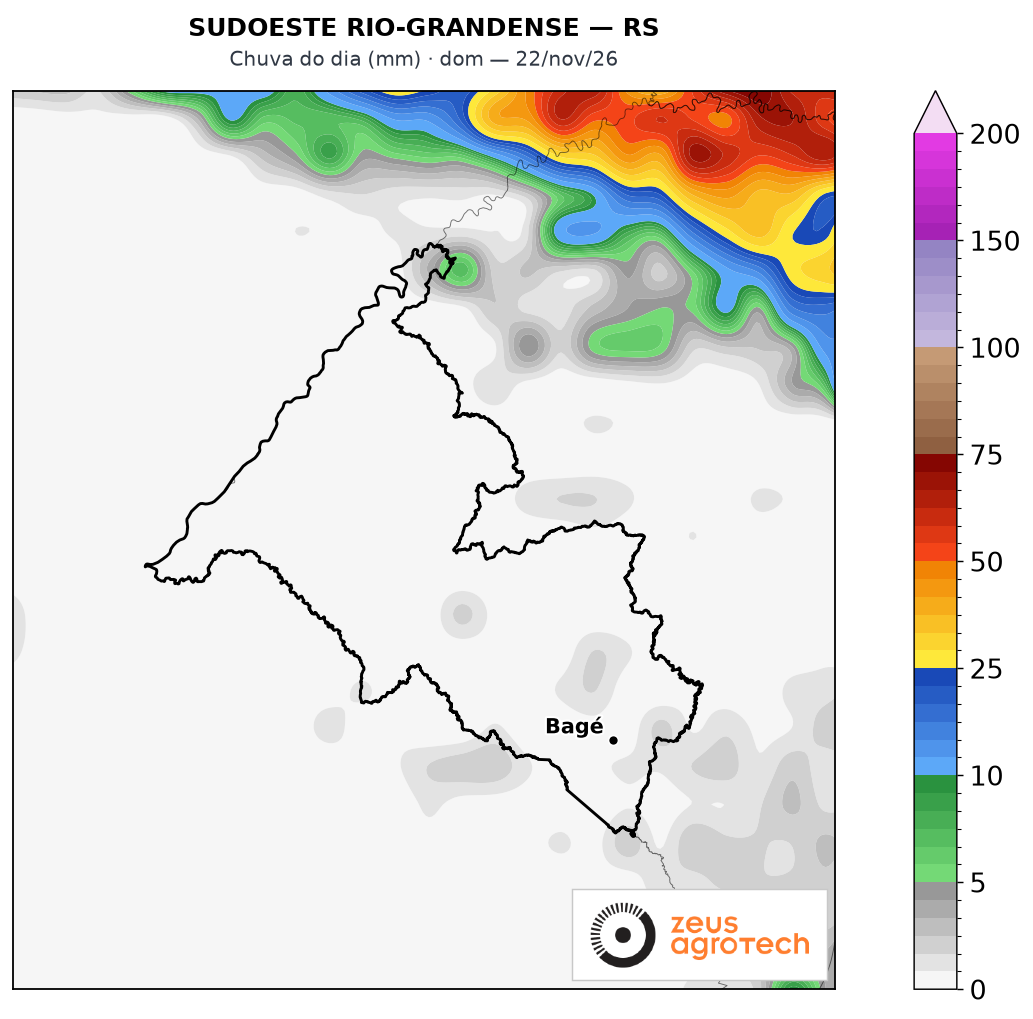 SUDOESTE RIO-GRANDENSE — RS
Chuva do dia (mm) · dom — 22/nov/26
200
150
100
75
50
25
10
5
0
Bagé
zeus
agrotech